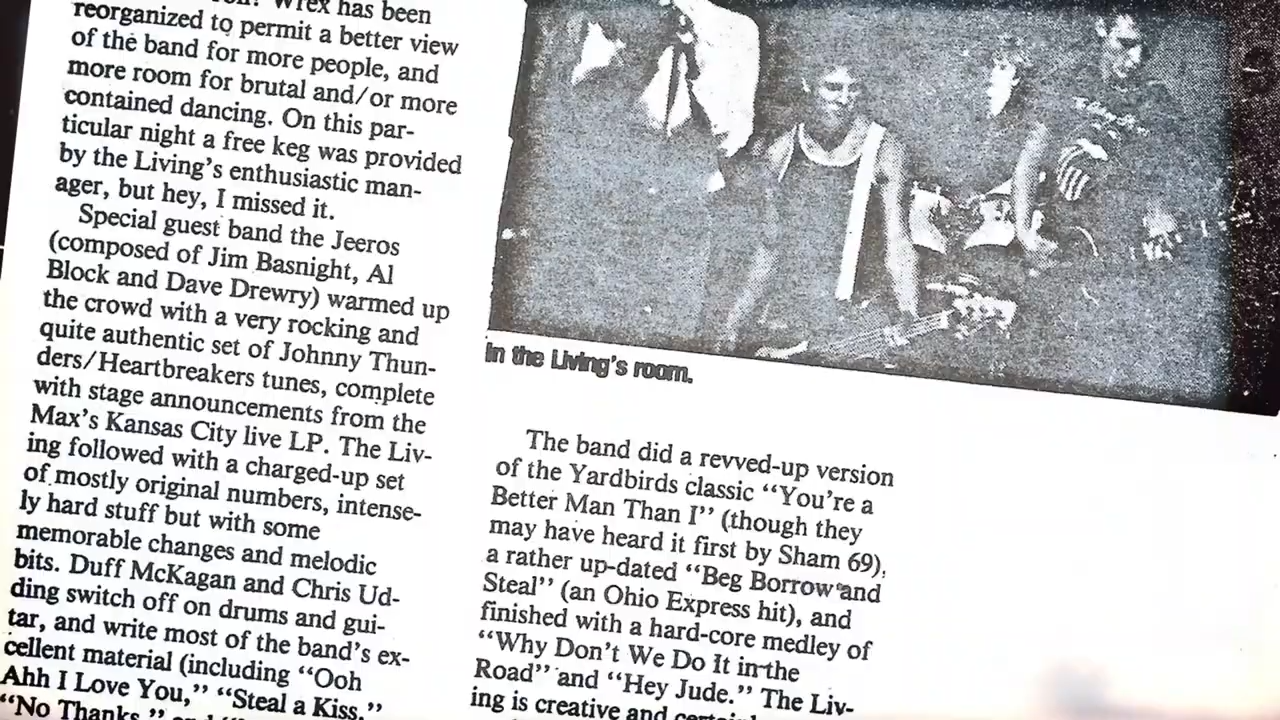 Wrex has been
reorganized to permit a better view
of the band for more people, and
more room for brutal and/or more
contained dancing. On this par-
ticular night a free keg was provided
by the Living's enthusiastic man-
ager, but hey, I missed it.
Special guest band the Jeeros
(composed of Jim Basnight, Al
Block and Dave Drewry) warmed up
the crowd with a very rocking and
quite authentic set of Johnny Thun-
ders/Heartbreakers tunes, complete
with stage announcements from the
Max's Kansas City live LP. The Liv-
ing followed with a charged-up set
of mostly original numbers, intense-
ly hard stuff but with some
memorable changes and melodic
bits. Duff McKagan and Chris Ud-
ding switch off on drums and gui-
tar, and write most of the band's ex-
cellent material (including "Ooh
Ahh I Love You," "Steal a Kiss,"
"No Thanks," and
in the Living's room.
The band did a revved-up version
of the Yardbirds classic "You're a
Better Man Than I" (though they
may have heard it first by Sham 69),
a rather up-dated "Beg Borrow and
Steal" (an Ohio Express hit), and
finished with a hard-core medley of
"Why Don't We Do It in the
Road" and "Hey Jude." The Liv-
ing is creative and